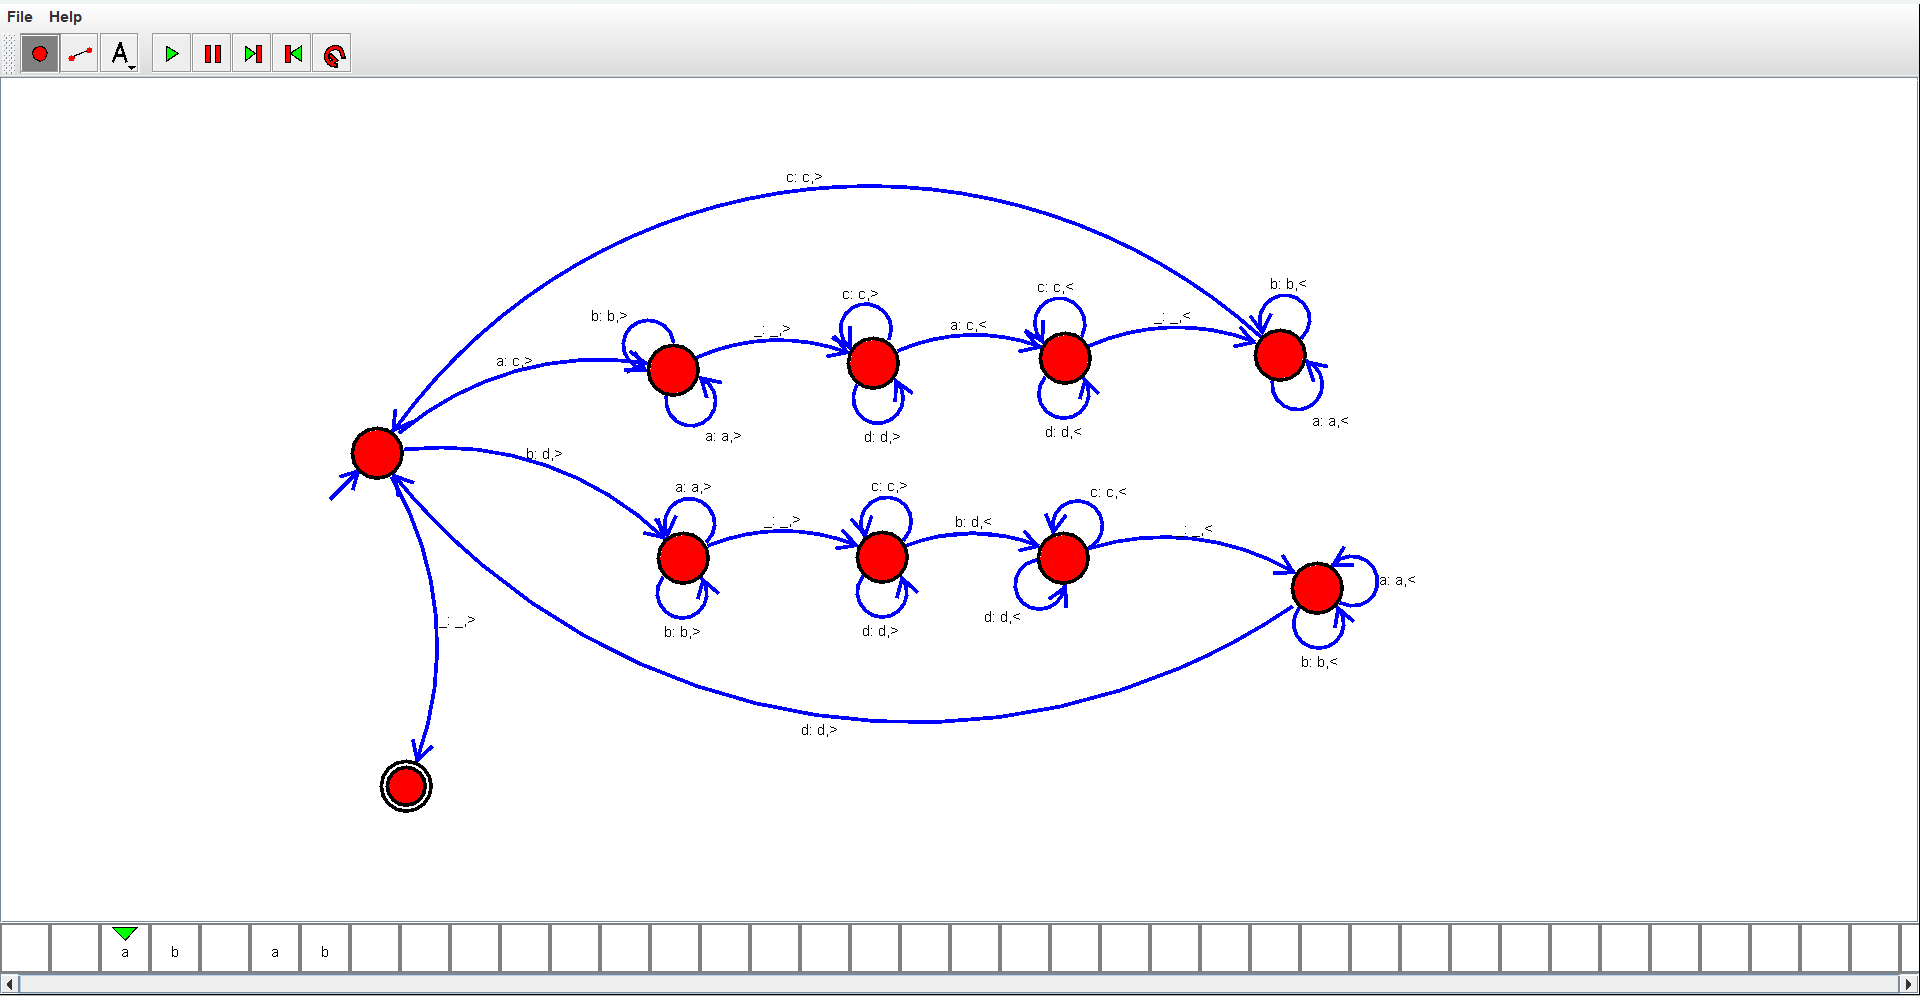 File Help
A
c: c,>
b: b,<
c: c,>
c: c,<
b: b,>
_: _,>
a: c,<
_: _,<
a: c,>
a: a,<
a: a,>
d: d,>
d: d,<
b: d,>
a: a,>
c: c,>
c: c,<
_: _,>
b: d,<
_: _,<
a: a,<
d: d,<
_: _,>
b: b,>
d: d,>
b: b,<
d: d,>
a b a b